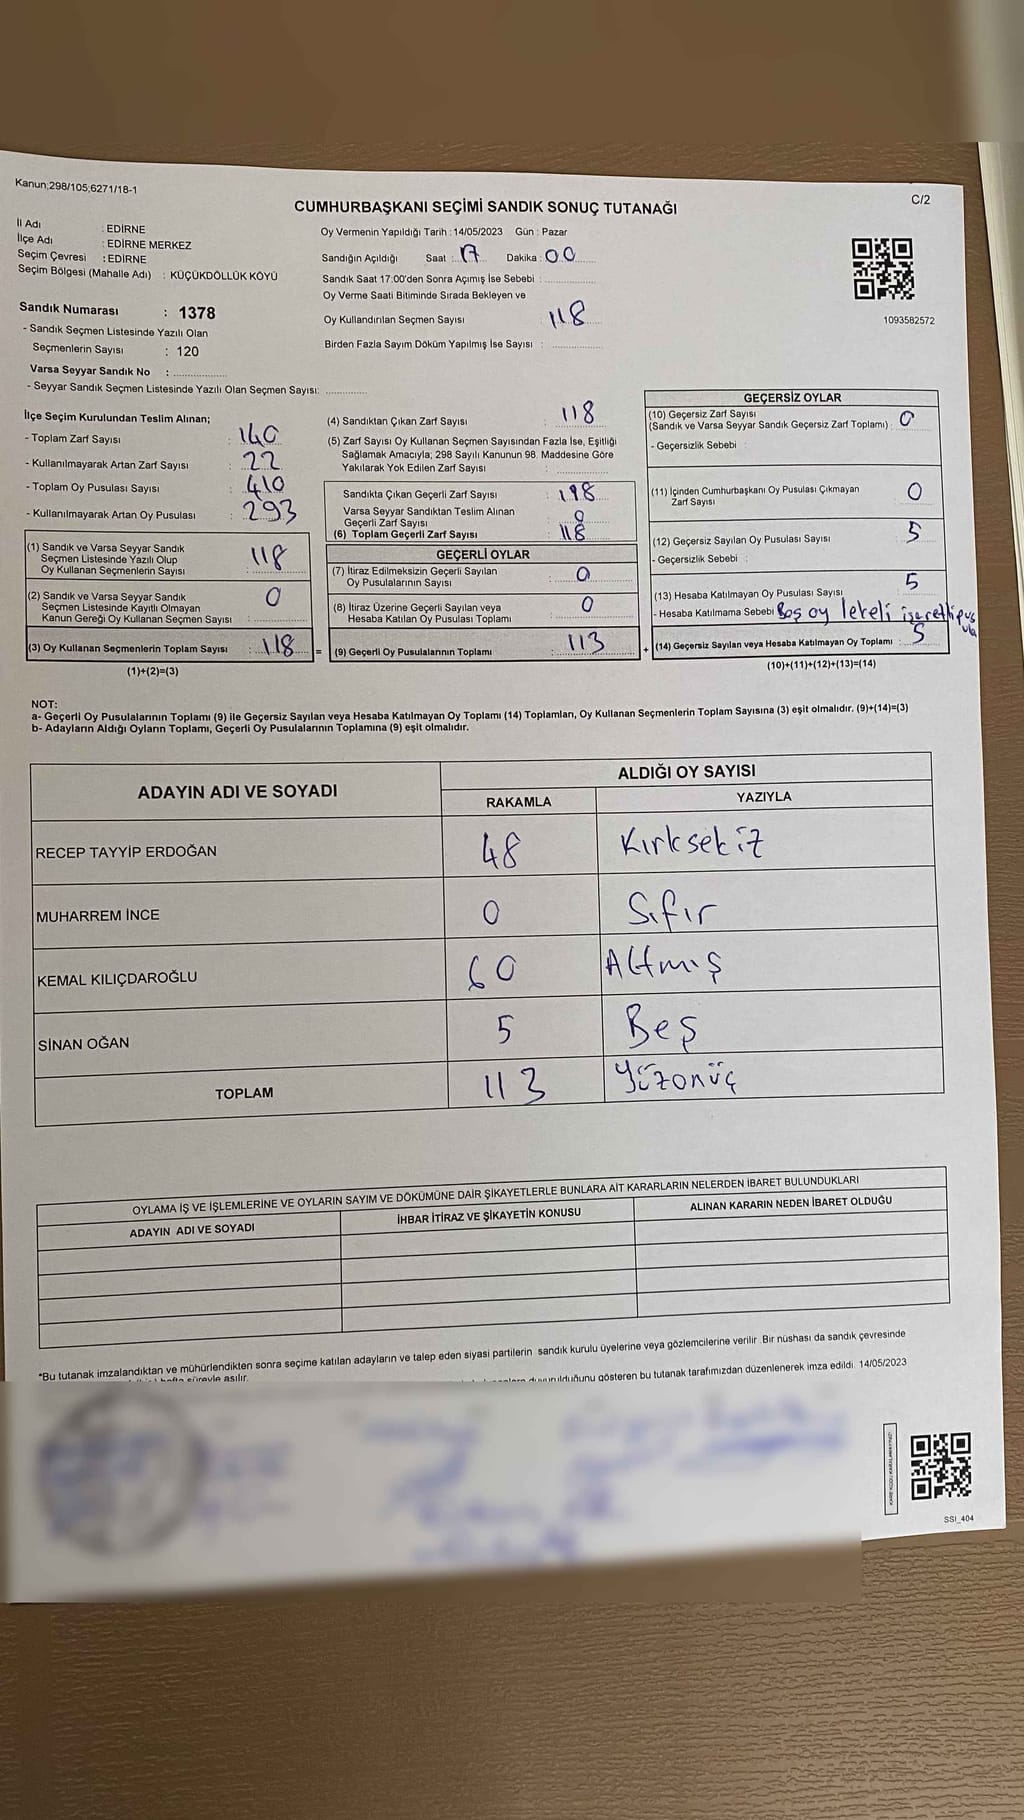 Kanun;298/105;6271/18-1
C/2
CUMHURBAŞKANI SEÇİMİ SANDIK SONUÇ TUTANAĞI
İl Adı : EDİRNE
İlçe Adı : EDİRNE MERKEZ
Seçim Çevresi : EDİRNE
Seçim Bölgesi (Mahalle Adı) : KÜÇÜKDÖLLÜK KÖYÜ
Sandık Numarası : 1378
- Sandık Seçmen Listesinde Yazılı Olan
Seçmenlerin Sayısı : 120
Varsa Seyyar Sandık No :
- Seyyar Sandık Seçmen Listesinde Yazılı Olan Seçmen Sayısı:
Oy Vermenin Yapıldığı Tarih : 14/05/2023 Gün : Pazar
Sandığın Açıldığı Saat : 17 Dakika : 00
Sandık Saat 17:00'den Sonra Açımış İse Sebebi :
Oy Verme Saati Bitiminde Sırada Bekleyen ve
Oy Kullandırılan Seçmen Sayısı : 118
Birden Fazla Sayım Döküm Yapılmış İse Sayısı :
1093582572
İlçe Seçim Kurulundan Teslim Alınan;
- Toplam Zarf Sayısı : 140
- Kullanılmayarak Artan Zarf Sayısı : 22
- Toplam Oy Pusulası Sayısı : 410
- Kullanılmayarak Artan Oy Pusulası : 293
(1) Sandık ve Varsa Seyyar Sandık
Seçmen Listesinde Yazılı Olup
Oy Kullanan Seçmenlerin Sayısı : 118
(2) Sandık ve Varsa Seyyar Sandık
Seçmen Listesinde Kayıtlı Olmayan
Kanun Gereği Oy Kullanan Seçmen Sayısı : 0
(3) Oy Kullanan Seçmenlerin Toplam Sayısı : 118
(1)+(2)=(3)
(4) Sandıktan Çıkan Zarf Sayısı : 118
(5) Zarf Sayısı Oy Kullanan Seçmen Sayısından Fazla İse, Eşitliği
Sağlamak Amacıyla; 298 Sayılı Kanunun 98. Maddesine Göre
Yakılarak Yok Edilen Zarf Sayısı :
Sandıkta Çıkan Geçerli Zarf Sayısı : 118
Varsa Seyyar Sandıktan Teslim Alınan
Geçerli Zarf Sayısı : 0
(6) Toplam Geçerli Zarf Sayısı : 118
GEÇERLİ OYLAR
(7) İtiraz Edilmeksizin Geçerli Sayılan
Oy Pusulalarının Sayısı : 0
(8) İtiraz Üzerine Geçerli Sayılan veya
Hesaba Katılan Oy Pusulası Toplamı : 0
= (9) Geçerli Oy Pusulalarının Toplamı : 113
GEÇERSİZ OYLAR
(10) Geçersiz Zarf Sayısı
(Sandık ve Varsa Seyyar Sandık Geçersiz Zarf Toplamı) : 0
- Geçersizlik Sebebi :
(11) İçinden Cumhurbaşkanı Oy Pusulası Çıkmayan
Zarf Sayısı : 0
(12) Geçersiz Sayılan Oy Pusulası Sayısı : 5
- Geçersizlik Sebebi :
(13) Hesaba Katılmayan Oy Pusulası Sayısı : 5
- Hesaba Katılmama Sebebi : Beş oy lekeli işaretli pusula
+ (14) Geçersiz Sayılan veya Hesaba Katılmayan Oy Toplamı : 5
(10)+(11)+(12)+(13)=(14)
NOT:
a- Geçerli Oy Pusulalarının Toplamı (9) ile Geçersiz Sayılan veya Hesaba Katılmayan Oy Toplamı (14) Toplamları, Oy Kullanan Seçmenlerin Toplam Sayısına (3) eşit olmalıdır. (9)+(14)=(3)
b- Adayların Aldığı Oyların Toplamı, Geçerli Oy Pusulalarının Toplamına (9) eşit olmalıdır.
ADAYIN ADI VE SOYADI ALDIĞI OY SAYISI
RAKAMLA YAZIYLA
RECEP TAYYİP ERDOĞAN 48 Kırksekiz
MUHARREM İNCE 0 Sıfır
KEMAL KILIÇDAROĞLU 60 Altmış
SİNAN OĞAN 5 Beş
TOPLAM 113 Yüzonüç
OYLAMA İŞ VE İŞLEMLERİNE VE OYLARIN SAYIM VE DÖKÜMÜNE DAİR ŞİKAYETLERLE BUNLARA AİT KARARLARIN NELERDEN İBARET BULUNDUKLARI
ADAYIN ADI VE SOYADI İHBAR İTİRAZ VE ŞİKAYETİN KONUSU ALINAN KARARIN NEDEN İBARET OLDUĞU
*Bu tutanak imzalandıktan ve mühürlendikten sonra seçime katılan adayların ve talep eden siyasi partilerin sandık kurulu üyelerine veya gözlemcilerine verilir. Bir nüshası da sandık çevresinde
hafta süreyle asılır.
duyurulduğunu gösteren bu tutanak tarafımızdan düzenlenerek imza edildi. 14/05/2023
SSI_404